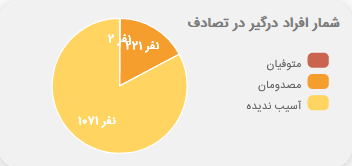 شمار افراد درگیر در تصادف
متوفیان
مصدومان
آسیب ندیده
۲ نفر
۲۲۱ نفر
۱۰۷۱ نفر